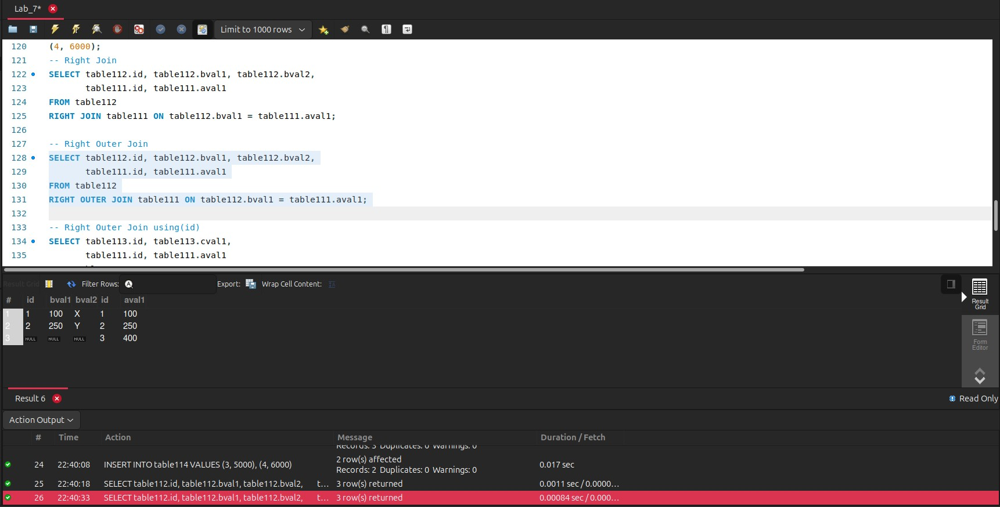 Lab_7*
Limit to 1000 rows
120 (4, 6000);
121 -- Right Join
122 SELECT table112.id, table112.bval1, table112.bval2,
123 table111.id, table111.aval1
124 FROM table112
125 RIGHT JOIN table111 ON table112.bval1 = table111.aval1;
126
127 -- Right Outer Join
128 SELECT table112.id, table112.bval1, table112.bval2,
129 table111.id, table111.aval1
130 FROM table112
131 RIGHT OUTER JOIN table111 ON table112.bval1 = table111.aval1;
132
133 -- Right Outer Join using(id)
134 SELECT table113.id, table113.cval1,
135 table111.id, table111.aval1
Result Grid Filter Rows: Export: Wrap Cell Content:
# id bval1 bval2 id aval1
1 1 100 X 1 100
2 2 250 Y 2 250
3 NULL NULL NULL 3 400
Result
Grid
Form
Editor
Result 6
Read Only
Action Output
# Time Action Message Duration / Fetch
Records: 3 Duplicates: 0 Warnings: 0
24 22:40:08 INSERT INTO table114 VALUES (3, 5000), (4, 6000) 2 row(s) affected
Records: 2 Duplicates: 0 Warnings: 0 0.017 sec
25 22:40:18 SELECT table112.id, table112.bval1, table112.bval2, t... 3 row(s) returned 0.0011 sec / 0.0000...
26 22:40:33 SELECT table112.id, table112.bval1, table112.bval2, t... 3 row(s) returned 0.00084 sec / 0.000...